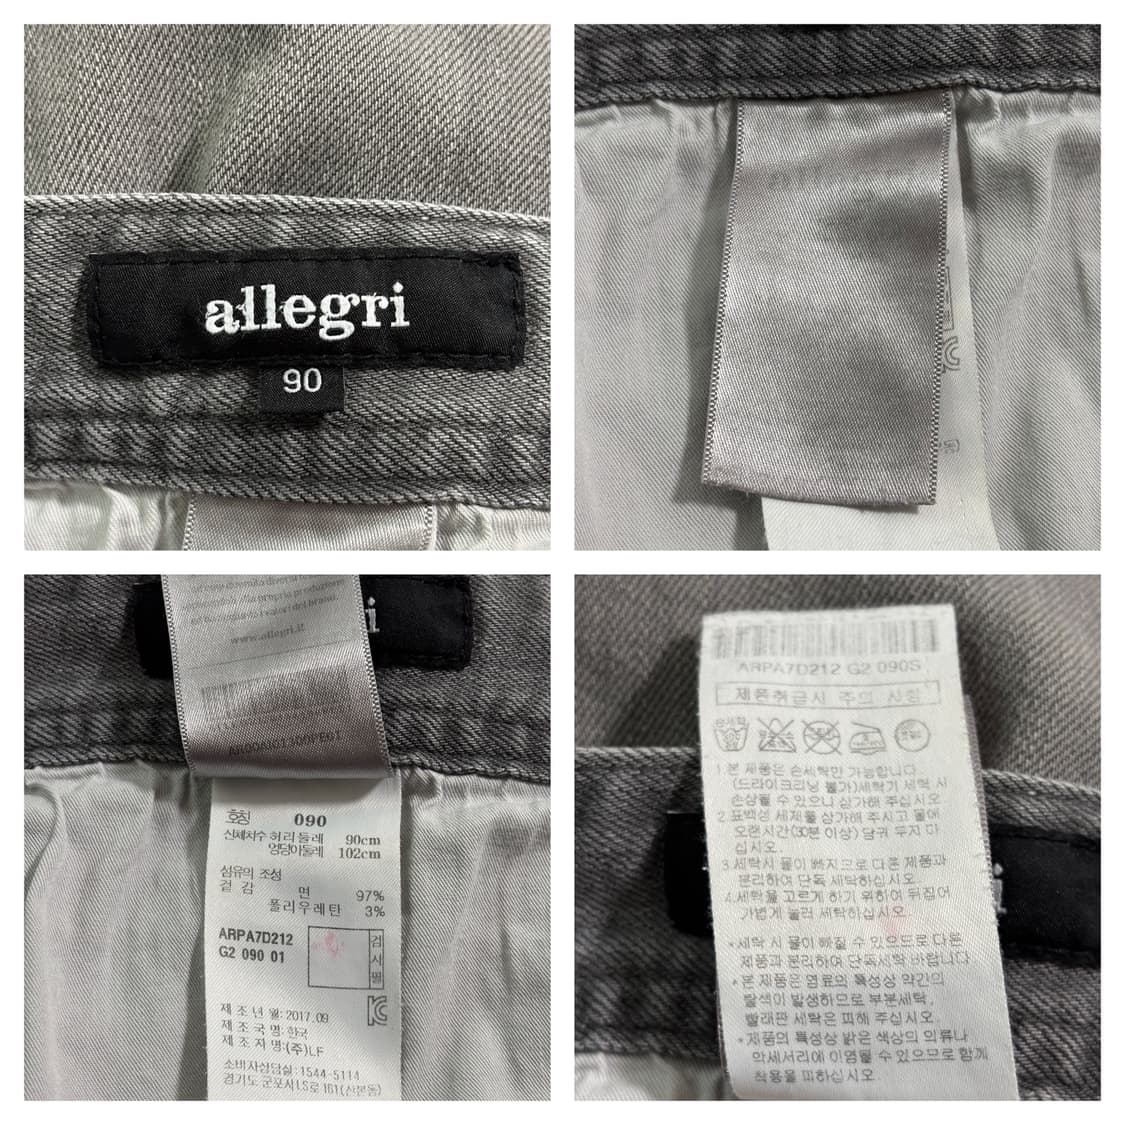 allegri
90
i
www.allegri.it
호칭 090
신체치수 허리둘레 90cm
엉덩이둘레 102cm
섬유의 조성
겉감 면 97%
폴리우레탄 3%
ARPA7D212
G2 090 01
검사필
제 조 년 월: 2017.09
제 조 국 명: 한국
제 조 자 명:(주)LF
소비자상담실: 1544-5114
경기도 군포시 LS로 161(산본동)
ARPA7D212 G2 090S
제품취급시 주의 사항
1.본 제품은 손세탁만 가능합니다.
(드라이크리닝 불가)세탁기 세탁 시
손상될 수 있으니 삼가해 주십시오.
2.표백성 세제를 삼가해 주시고 물에
오랜시간(30분 이상) 담궈 두지 마
십시오.
3.세탁시 물이 빠지므로 다른 제품과
분리하여 단독 세탁하십시오.
4.세탁을 고르게 하기 위하여 뒤집어
가볍게 눌러 세탁하십시오.
*세탁 시 물이 빠질 수 있으므로 다른
제품과 분리하여 단독세탁 바랍니다
*본 제품은 염료의 특성상 약간의
탈색이 발생하므로 부분세탁,
빨래판 세탁은 피해 주십시오.
*제품의 특성상 밝은 색상의 의류나
악세서리에 이염될 수 있으므로 함께
착용을 피하십시오.